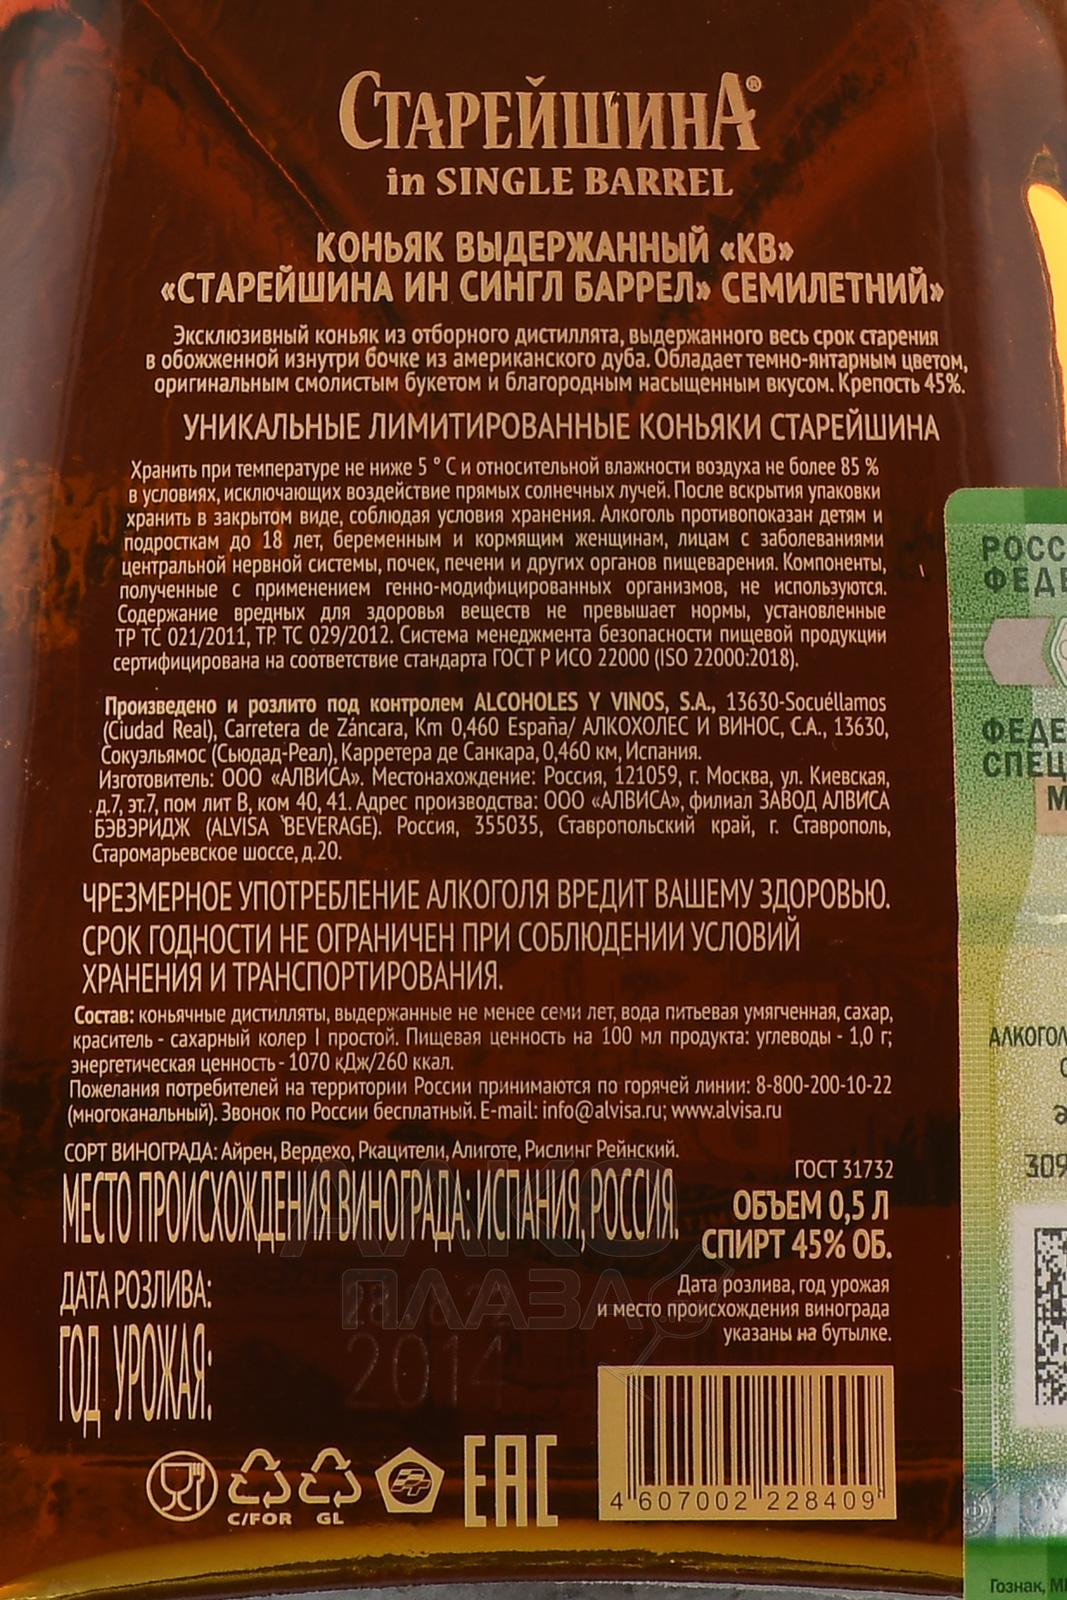 СТАРЕЙШИНА®
in SINGLE BARREL
КОНЬЯК ВЫДЕРЖАННЫЙ «КВ»
«СТАРЕЙШИНА ИН СИНГЛ БАРРЕЛ» СЕМИЛЕТНИЙ»
Эксклюзивный коньяк из отборного дистиллята, выдержанного весь срок старения
в обожженной изнутри бочке из американского дуба. Обладает темно-янтарным цветом,
оригинальным смолистым букетом и благородным насыщенным вкусом. Крепость 45%.
УНИКАЛЬНЫЕ ЛИМИТИРОВАННЫЕ КОНЬЯКИ СТАРЕЙШИНА
Хранить при температуре не ниже 5 ° С и относительной влажности воздуха не более 85 %
в условиях, исключающих воздействие прямых солнечных лучей. После вскрытия упаковки
хранить в закрытом виде, соблюдая условия хранения. Алкоголь противопоказан детям и
подросткам до 18 лет, беременным и кормящим женщинам, лицам с заболеваниями
центральной нервной системы, почек, печени и других органов пищеварения. Компоненты,
полученные с применением генно-модифицированных организмов, не используются.
Содержание вредных для здоровья веществ не превышает нормы, установленные
ТР ТС 021/2011, ТР ТС 029/2012. Система менеджмента безопасности пищевой продукции
сертифицирована на соответствие стандарта ГОСТ Р ИСО 22000 (ISO 22000:2018).
Произведено и розлито под контролем ALCOHOLES Y VINOS, S.A., 13630-Socuéllamos
(Ciudad Real), Carretera de Záncara, Km 0,460 España/ АЛКОХОЛЕС И ВИНОС, С.А., 13630,
Сокуэльямос (Сьюдад-Реал), Карретера де Санкара, 0,460 км, Испания.
Изготовитель: ООО «АЛВИСА». Местонахождение: Россия, 121059, г. Москва, ул. Киевская,
д.7, эт.7, пом лит В, ком 40, 41. Адрес производства: ООО «АЛВИСА», филиал ЗАВОД АЛВИСА
БЭВЭРИДЖ (ALVISA BEVERAGE). Россия, 355035, Ставропольский край, г. Ставрополь,
Старомарьевское шоссе, д.20.
ЧРЕЗМЕРНОЕ УПОТРЕБЛЕНИЕ АЛКОГОЛЯ ВРЕДИТ ВАШЕМУ ЗДОРОВЬЮ.
СРОК ГОДНОСТИ НЕ ОГРАНИЧЕН ПРИ СОБЛЮДЕНИИ УСЛОВИЙ
ХРАНЕНИЯ И ТРАНСПОРТИРОВАНИЯ.
Состав: коньячные дистилляты, выдержанные не менее семи лет, вода питьевая умягченная, сахар,
краситель - сахарный колер I простой. Пищевая ценность на 100 мл продукта: углеводы - 1,0 г;
энергетическая ценность - 1070 кДж/260 ккал.
Пожелания потребителей на территории России принимаются по горячей линии: 8-800-200-10-22
(многоканальный). Звонок по России бесплатный. E-mail: info@alvisa.ru; www.alvisa.ru
СОРТ ВИНОГРАДА: Айрен, Вердехо, Ркацители, Алиготе, Рислинг Рейнский.
МЕСТО ПРОИСХОЖДЕНИЯ ВИНОГРАДА: ИСПАНИЯ, РОССИЯ.
ГОСТ 31732
ОБЪЕМ 0,5 Л
СПИРТ 45% ОБ.
ДАТА РОЗЛИВА:
ГОД УРОЖАЯ: 2014
Дата розлива, год урожая
и место происхождения винограда
указаны на бутылке.
C/FOR GL
ЕАС
4 607002 228409
АЛКО
ПЛАЗА
РОСС
ФЕДЕ
ФЕДЕ
СПЕЦ
М
АЛКОГОЛ
309
Гознак, М